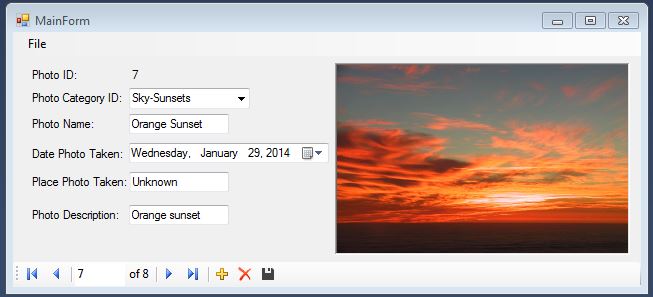 MainForm
File
Photo ID: 7
Photo Category ID: Sky-Sunsets
Photo Name: Orange Sunset
Date Photo Taken: Wednesday, January 29, 2014
Place Photo Taken: Unknown
Photo Description: Orange sunset
7 of 8